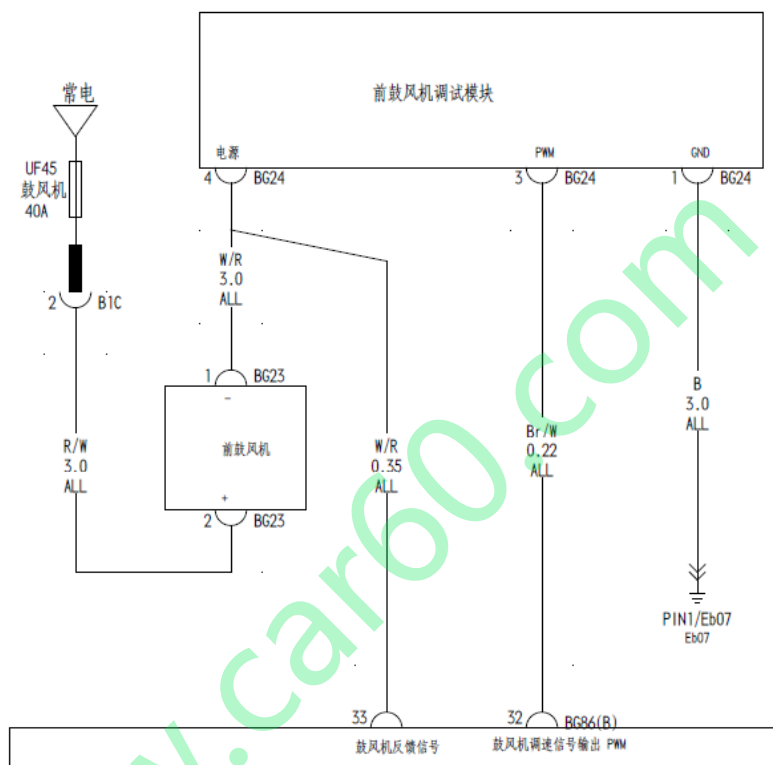 前鼓风机调试模块
常电
电源
PWM
GND
UF45
鼓风机
40A
4
BG24
3
BG24
1
BG24
W/R
3.0
ALL
2
B1C
1
BG23
-
B
3.0
ALL
R/W
3.0
ALL
前鼓风机
W/R
0.35
ALL
Br/W
0.22
ALL
+
2
BG23
PIN1/Eb07
Eb07
33
32
BG86(B)
鼓风机反馈信号
鼓风机调速信号输出 PWM
www.car60.com